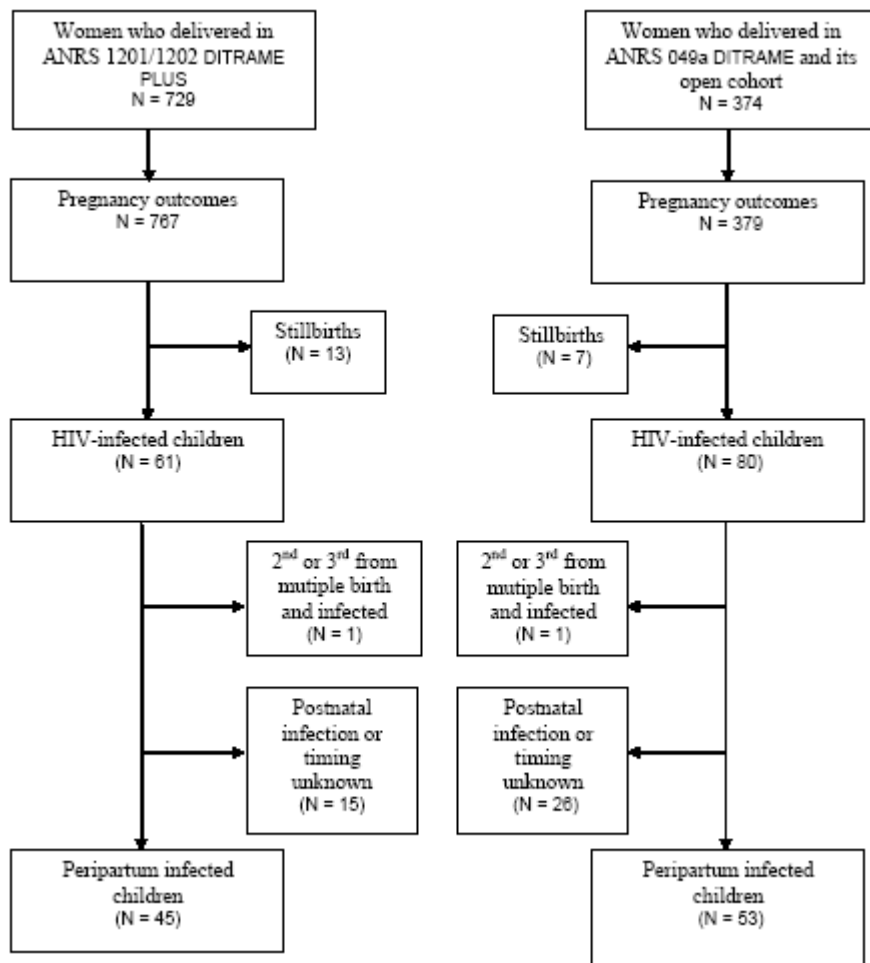 Women who delivered in
ANRS 1201/1202 DITRAME
PLUS
N = 729
Women who delivered in
ANRS 049a DITRAME and its
open cohort
N = 374
Pregnancy outcomes
N = 767
Pregnancy outcomes
N = 379
Stillbirths
(N = 13)
Stillbirths
(N = 7)
HIV-infected children
(N = 61)
HIV-infected children
(N = 80)
2nd or 3rd from
mutiple birth
and infected
(N = 1)
2nd or 3rd from
mutiple birth
and infected
(N = 1)
Postnatal
infection or
timing
unknown
(N = 15)
Postnatal
infection or
timing
unknown
(N = 26)
Peripartum infected
children
(N = 45)
Peripartum infected
children
(N = 53)